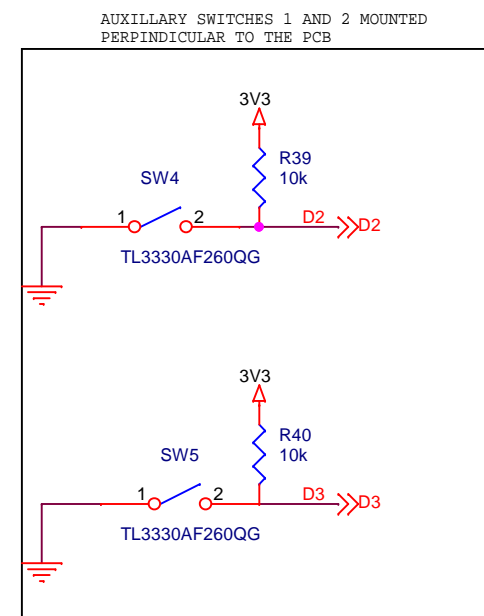 AUXILLARY SWITCHES 1 AND 2 MOUNTED
PERPINDICULAR TO THE PCB
3V3
R39
10k
SW4
1
2
D2
D2
TL3330AF260QG
3V3
R40
10k
SW5
1
2
D3
D3
TL3330AF260QG